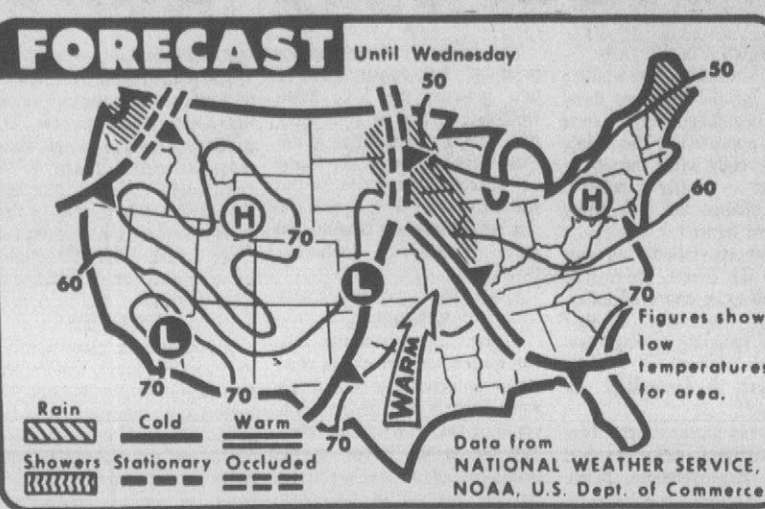 FORECAST
Until Wednesday
50
50
H
H
60
70
60
L
L
70
70
70
70
WARM
Figures show
low
temperatures
for area.
Rain
Cold
Warm
Showers
Stationary
Occluded
Data from
NATIONAL WEATHER SERVICE,
NOAA, U.S. Dept. of Commerce